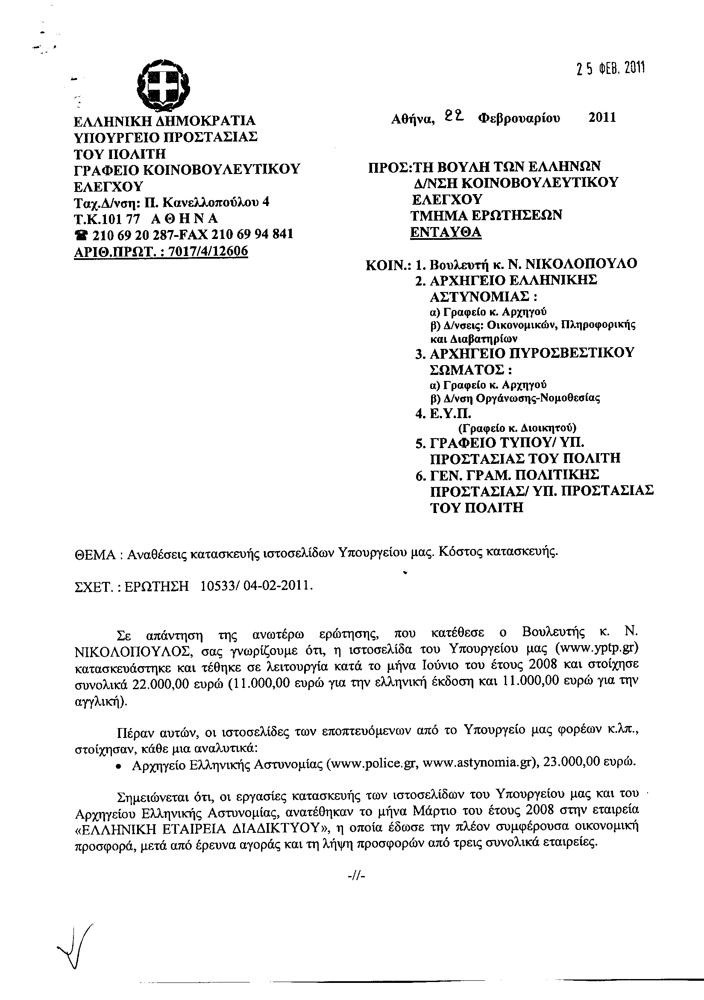 2 5 ΦΕΒ. 2011
ΕΛΛΗΝΙΚΗ ΔΗΜΟΚΡΑΤΙΑ
ΥΠΟΥΡΓΕΙΟ ΠΡΟΣΤΑΣΙΑΣ
ΤΟΥ ΠΟΛΙΤΗ
ΓΡΑΦΕΙΟ ΚΟΙΝΟΒΟΥΛΕΥΤΙΚΟΥ
ΕΛΕΓΧΟΥ
Ταχ.Δ/νση: Π. Κανελλοπούλου 4
Τ.Κ.101 77 Α Θ Η Ν Α
☎ 210 69 20 287-FAX 210 69 94 841
ΑΡΙΘ.ΠΡΩΤ. : 7017/4/12606
Αθήνα, 22 Φεβρουαρίου 2011
ΠΡΟΣ:ΤΗ ΒΟΥΛΗ ΤΩΝ ΕΛΛΗΝΩΝ
Δ/ΝΣΗ ΚΟΙΝΟΒΟΥΛΕΥΤΙΚΟΥ
ΕΛΕΓΧΟΥ
ΤΜΗΜΑ ΕΡΩΤΗΣΕΩΝ
ΕΝΤΑΥΘΑ
ΚΟΙΝ.: 1. Βουλευτή κ. Ν. ΝΙΚΟΛΟΠΟΥΛΟ
2. ΑΡΧΗΓΕΙΟ ΕΛΛΗΝΙΚΗΣ
ΑΣΤΥΝΟΜΙΑΣ :
α) Γραφείο κ. Αρχηγού
β) Δ/νσεις: Οικονομικών, Πληροφορικής
και Διαβατηρίων
3. ΑΡΧΗΓΕΙΟ ΠΥΡΟΣΒΕΣΤΙΚΟΥ
ΣΩΜΑΤΟΣ :
α) Γραφείο κ. Αρχηγού
β) Δ/νση Οργάνωσης-Νομοθεσίας
4. Ε.Υ.Π.
(Γραφείο κ. Διοικητού)
5. ΓΡΑΦΕΙΟ ΤΥΠΟΥ/ ΥΠ.
ΠΡΟΣΤΑΣΙΑΣ ΤΟΥ ΠΟΛΙΤΗ
6. ΓΕΝ. ΓΡΑΜ. ΠΟΛΙΤΙΚΗΣ
ΠΡΟΣΤΑΣΙΑΣ/ ΥΠ. ΠΡΟΣΤΑΣΙΑΣ
ΤΟΥ ΠΟΛΙΤΗ
ΘΕΜΑ : Αναθέσεις κατασκευής ιστοσελίδων Υπουργείου μας. Κόστος κατασκευής.
ΣΧΕΤ. : ΕΡΩΤΗΣΗ 10533/ 04-02-2011.
Σε απάντηση της ανωτέρω ερώτησης, που κατέθεσε ο Βουλευτής κ. Ν.
ΝΙΚΟΛΟΠΟΥΛΟΣ, σας γνωρίζουμε ότι, η ιστοσελίδα του Υπουργείου μας (www.yptp.gr)
κατασκευάστηκε και τέθηκε σε λειτουργία κατά το μήνα Ιούνιο του έτους 2008 και στοίχησε
συνολικά 22.000,00 ευρώ (11.000,00 ευρώ για την ελληνική έκδοση και 11.000,00 ευρώ για την
αγγλική).
Πέραν αυτών, οι ιστοσελίδες των εποπτευόμενων από το Υπουργείο μας φορέων κ.λπ.,
στοίχησαν, κάθε μια αναλυτικά:
• Αρχηγείο Ελληνικής Αστυνομίας (www.police.gr, www.astynomia.gr), 23.000,00 ευρώ.
Σημειώνεται ότι, οι εργασίες κατασκευής των ιστοσελίδων του Υπουργείου μας και του
Αρχηγείου Ελληνικής Αστυνομίας, ανατέθηκαν το μήνα Μάρτιο του έτους 2008 στην εταιρεία
«ΕΛΛΗΝΙΚΗ ΕΤΑΙΡΕΙΑ ΔΙΑΔΙΚΤΥΟΥ», η οποία έδωσε την πλέον συμφέρουσα οικονομική
προσφορά, μετά από έρευνα αγοράς και τη λήψη προσφορών από τρεις συνολικά εταιρείες.
-//-